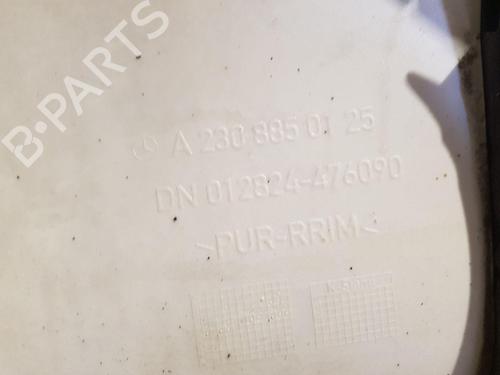 B-PARTS
A 230 885 01 25
DN 012824-476090
>PUR-RRIM<